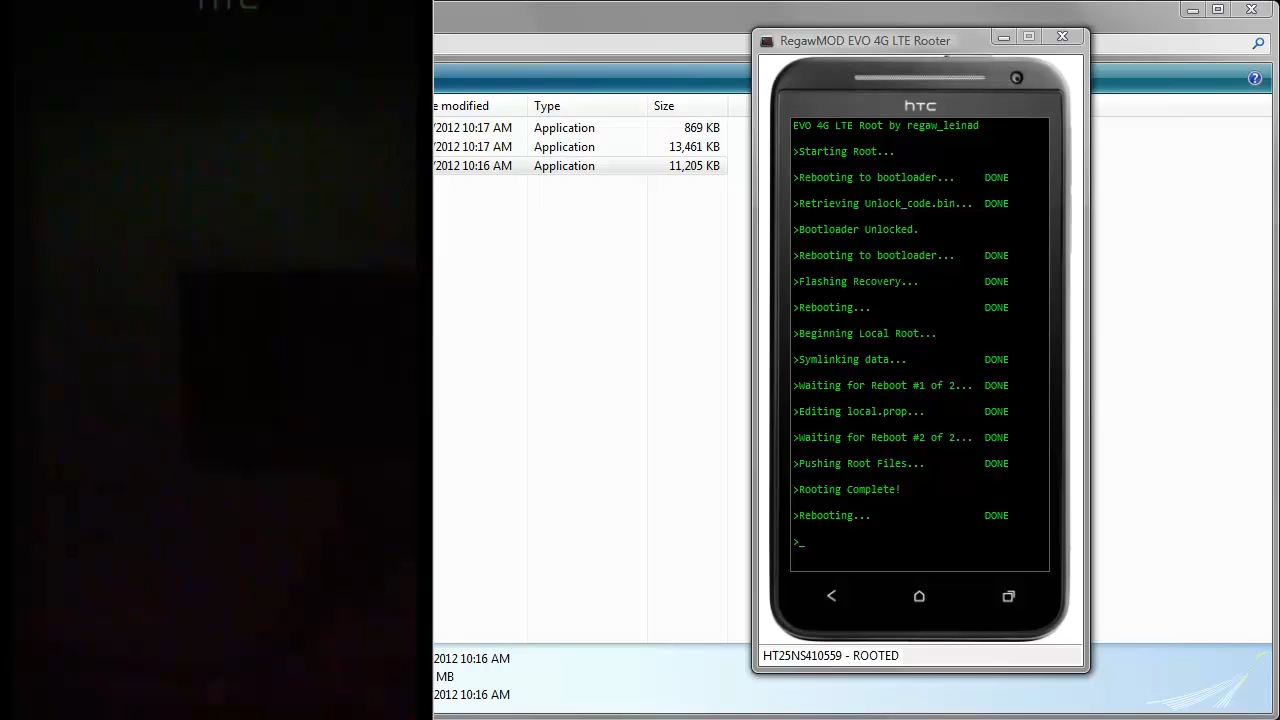 htc
RegawMOD EVO 4G LTE Rooter
e modified Type Size
/2012 10:17 AM Application 869 KB
/2012 10:17 AM Application 13,461 KB
/2012 10:16 AM Application 11,205 KB
htc
EVO 4G LTE Root by regaw_leinad
>Starting Root...
>Rebooting to bootloader... DONE
>Retrieving Unlock_code.bin... DONE
>Bootloader Unlocked.
>Rebooting to bootloader... DONE
>Flashing Recovery... DONE
>Rebooting... DONE
>Beginning Local Root...
>Symlinking data... DONE
>Waiting for Reboot #1 of 2... DONE
>Editing local.prop... DONE
>Waiting for Reboot #2 of 2... DONE
>Pushing Root Files... DONE
>Rooting Complete!
>Rebooting... DONE
>_
HT25NS410559 - ROOTED
2012 10:16 AM
MB
2012 10:16 AM